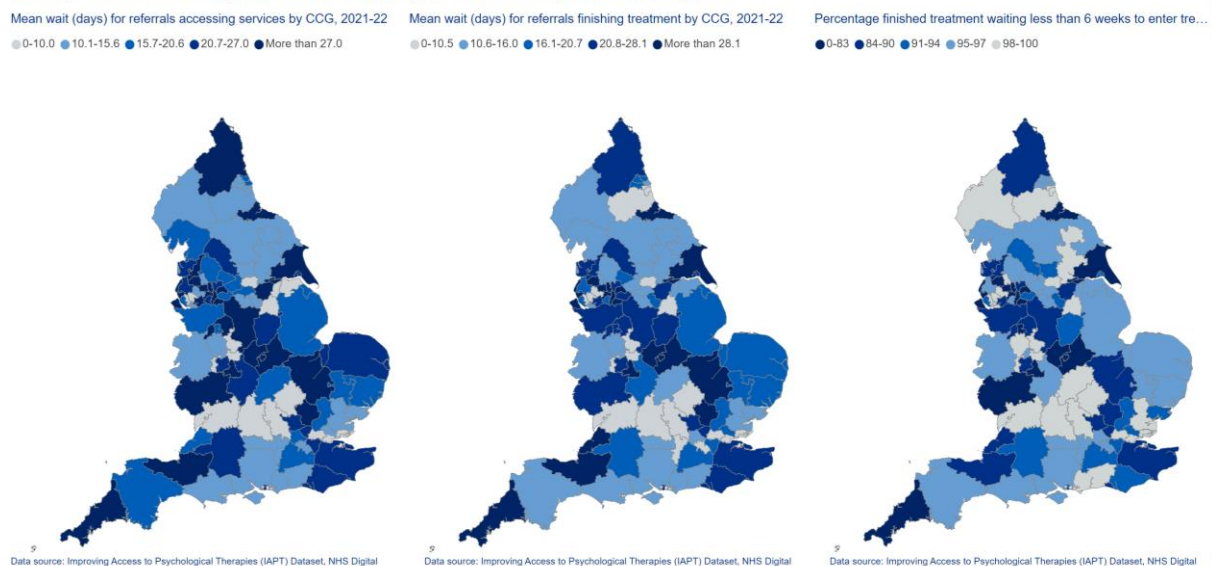 Mean wait (days) for referrals accessing services by CCG, 2021-22
0-10.0 10.1-15.6 15.7-20.6 20.7-27.0 More than 27.0
Data source: Improving Access to Psychological Therapies (IAPT) Dataset, NHS Digital
Mean wait (days) for referrals finishing treatment by CCG, 2021-22
0-10.5 10.6-16.0 16.1-20.7 20.8-28.1 More than 28.1
Data source: Improving Access to Psychological Therapies (IAPT) Dataset, NHS Digital
Percentage finished treatment waiting less than 6 weeks to enter tre...
0-83 84-90 91-94 95-97 98-100
Data source: Improving Access to Psychological Therapies (IAPT) Dataset, NHS Digital